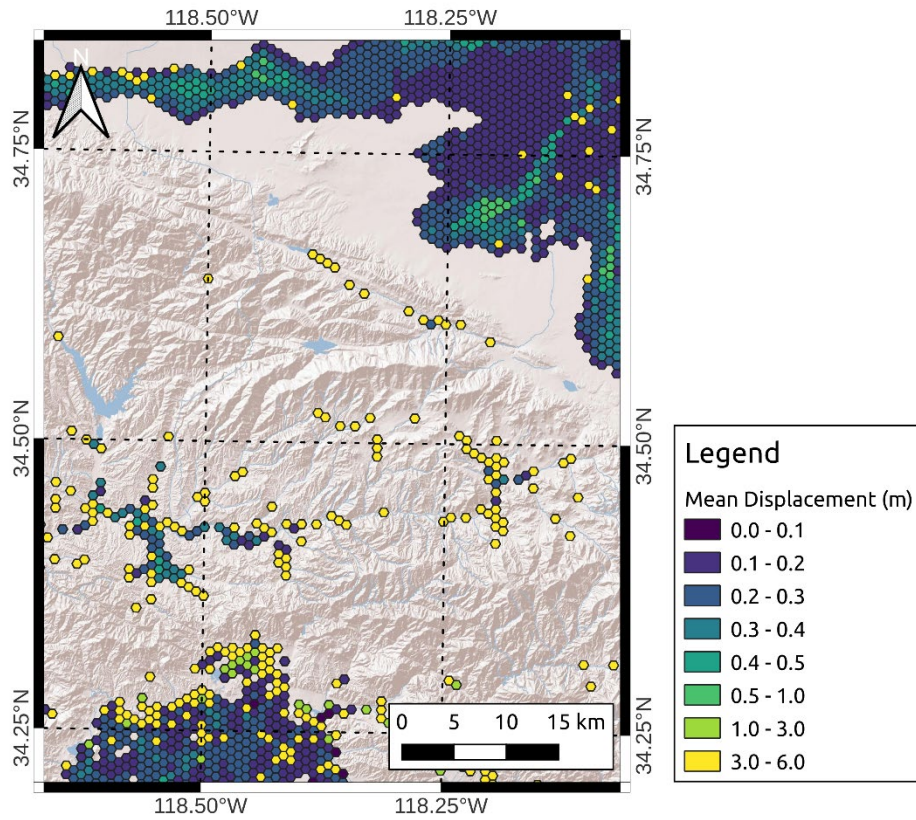 118.50°W 118.25°W
N
34.75°N 34.75°N
34.50°N 34.50°N
Legend
Mean Displacement (m)
0.0 - 0.1
0.1 - 0.2
0.2 - 0.3
0.3 - 0.4
0.4 - 0.5
0.5 - 1.0
1.0 - 3.0
3.0 - 6.0
34.25°N 34.25°N
0 5 10 15 km
118.50°W 118.25°W